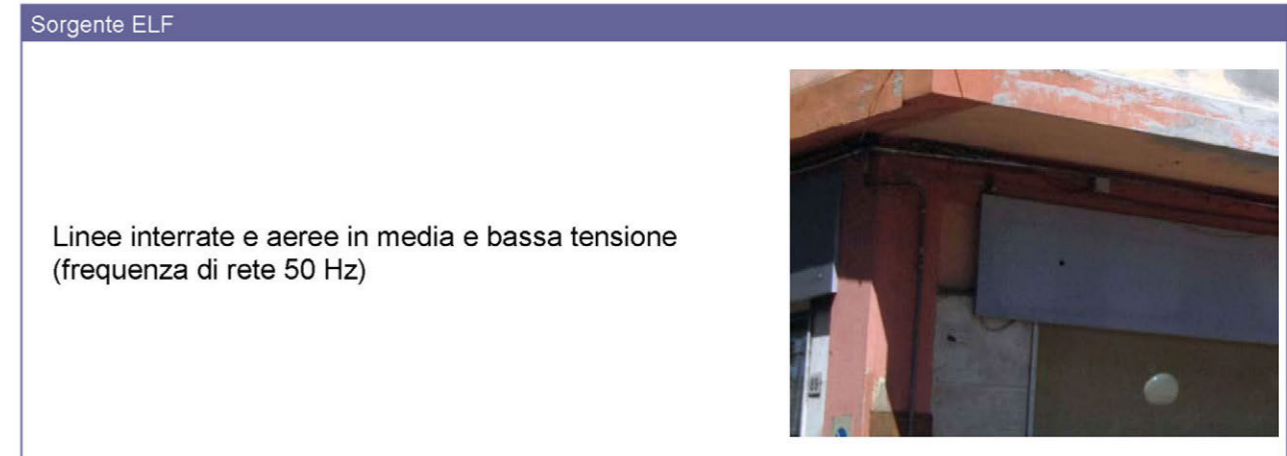 Sorgente ELF
Linee interrate e aeree in media e bassa tensione
(frequenza di rete 50 Hz)